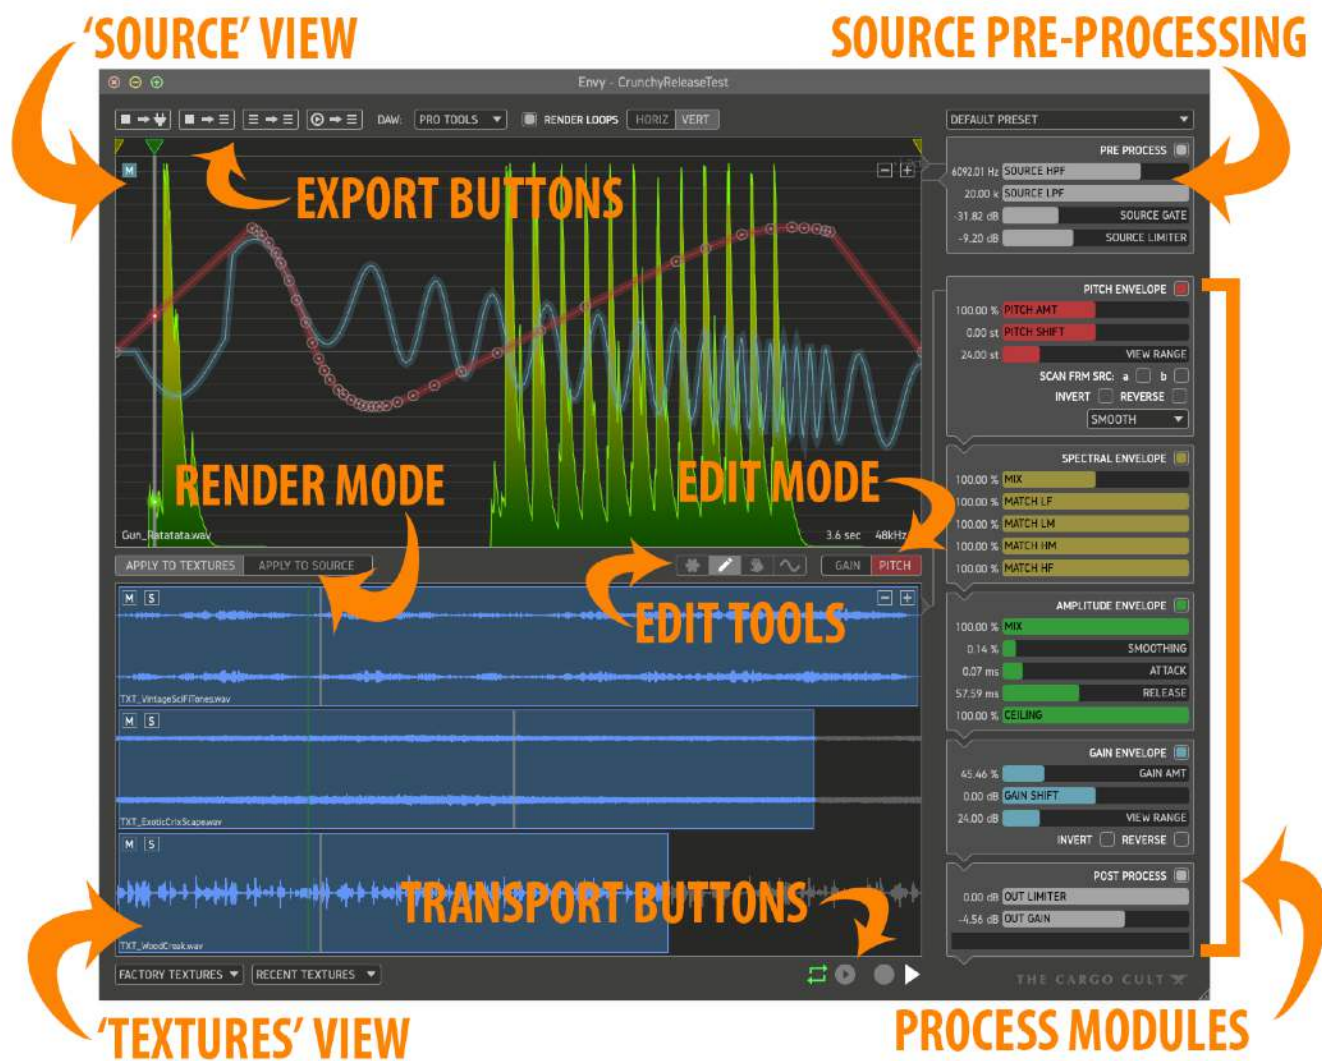 'SOURCE' VIEW
SOURCE PRE-PROCESSING
Envy - CrunchyReleaseTest
DAW: PRO TOOLS RENDER LOOPS HORIZ VERT
DEFAULT PRESET
EXPORT BUTTONS
M
PRE PROCESS
6092.01 Hz SOURCE HPF
20.00 k SOURCE LPF
-31.82 dB SOURCE GATE
-9.20 dB SOURCE LIMITER
PITCH ENVELOPE
100.00 % PITCH AMT
0.00 st PITCH SHIFT
24.00 st VIEW RANGE
SCAN FRM SRC: a b
INVERT REVERSE
SMOOTH
RENDER MODE
EDIT MODE
Gun_Ratatata.wav
3.6 sec 48kHz
SPECTRAL ENVELOPE
100.00 % MIX
100.00 % MATCH LF
100.00 % MATCH LM
100.00 % MATCH HM
100.00 % MATCH HF
APPLY TO TEXTURES APPLY TO SOURCE
GAIN PITCH
EDIT TOOLS
M S
TXT_VintageSciFiTones.wav
M S
TXT_ExoticCrixScape.wav
M S
TXT_WoodCreak.wav
AMPLITUDE ENVELOPE
100.00 % MIX
0.14 % SMOOTHING
0.07 ms ATTACK
57.59 ms RELEASE
100.00 % CEILING
GAIN ENVELOPE
45.46 % GAIN AMT
0.00 dB GAIN SHIFT
24.00 dB VIEW RANGE
INVERT REVERSE
TRANSPORT BUTTONS
POST PROCESS
0.00 dB OUT LIMITER
-4.56 dB OUT GAIN
FACTORY TEXTURES RECENT TEXTURES
THE CARGO CULT
'TEXTURES' VIEW
PROCESS MODULES